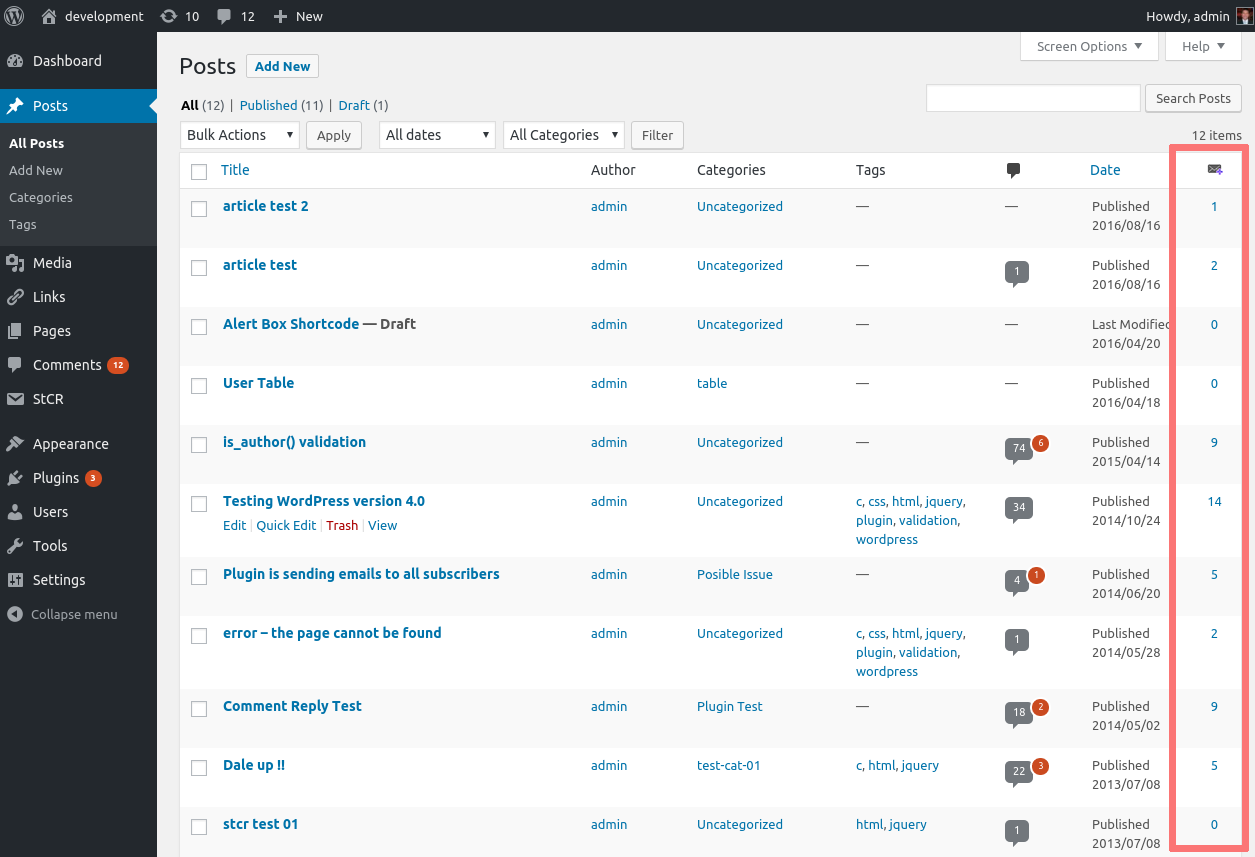 development 10 12 New Howdy, admin
Screen Options ▼ Help ▼
Dashboard
Posts
All Posts
Add New
Categories
Tags
Media
Links
Pages
Comments 12
StCR
Appearance
Plugins 3
Users
Tools
Settings
Collapse menu
Posts Add New
All (12) | Published (11) | Draft (1)
Search Posts
Bulk Actions ▾ Apply All dates ▾ All Categories ▾ Filter
12 items
Title Author Categories Tags Date
article test 2 admin Uncategorized — — Published 1
2016/08/16
article test admin Uncategorized — 1 Published 2
2016/08/16
Alert Box Shortcode — Draft admin Uncategorized — — Last Modified 0
2016/04/20
User Table admin table — — Published 0
2016/04/18
is_author() validation admin Uncategorized — 74 6 Published 9
2015/04/14
Testing WordPress version 4.0 admin Uncategorized c, css, html, jquery, 34 Published 14
Edit | Quick Edit | Trash | View plugin, validation, 2014/10/24
wordpress
Plugin is sending emails to all subscribers admin Posible Issue — 4 1 Published 5
2014/06/20
error – the page cannot be found admin Uncategorized c, css, html, jquery, 1 Published 2
plugin, validation, 2014/05/28
wordpress
Comment Reply Test admin Plugin Test — 18 2 Published 9
2014/05/02
Dale up !! admin test-cat-01 c, html, jquery 22 3 Published 5
2013/07/08
stcr test 01 admin Uncategorized html, jquery 1 Published 0
2013/07/08